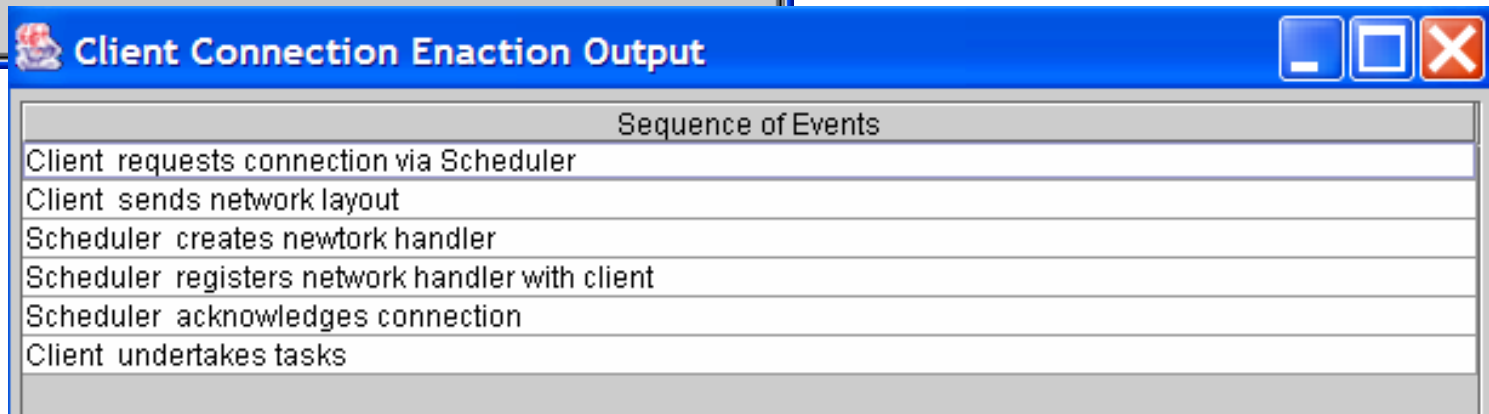 Client Connection Enaction Output
Sequence of Events
Client requests connection via Scheduler
Client sends network layout
Scheduler creates newtork handler
Scheduler registers network handler with client
Scheduler acknowledges connection
Client undertakes tasks